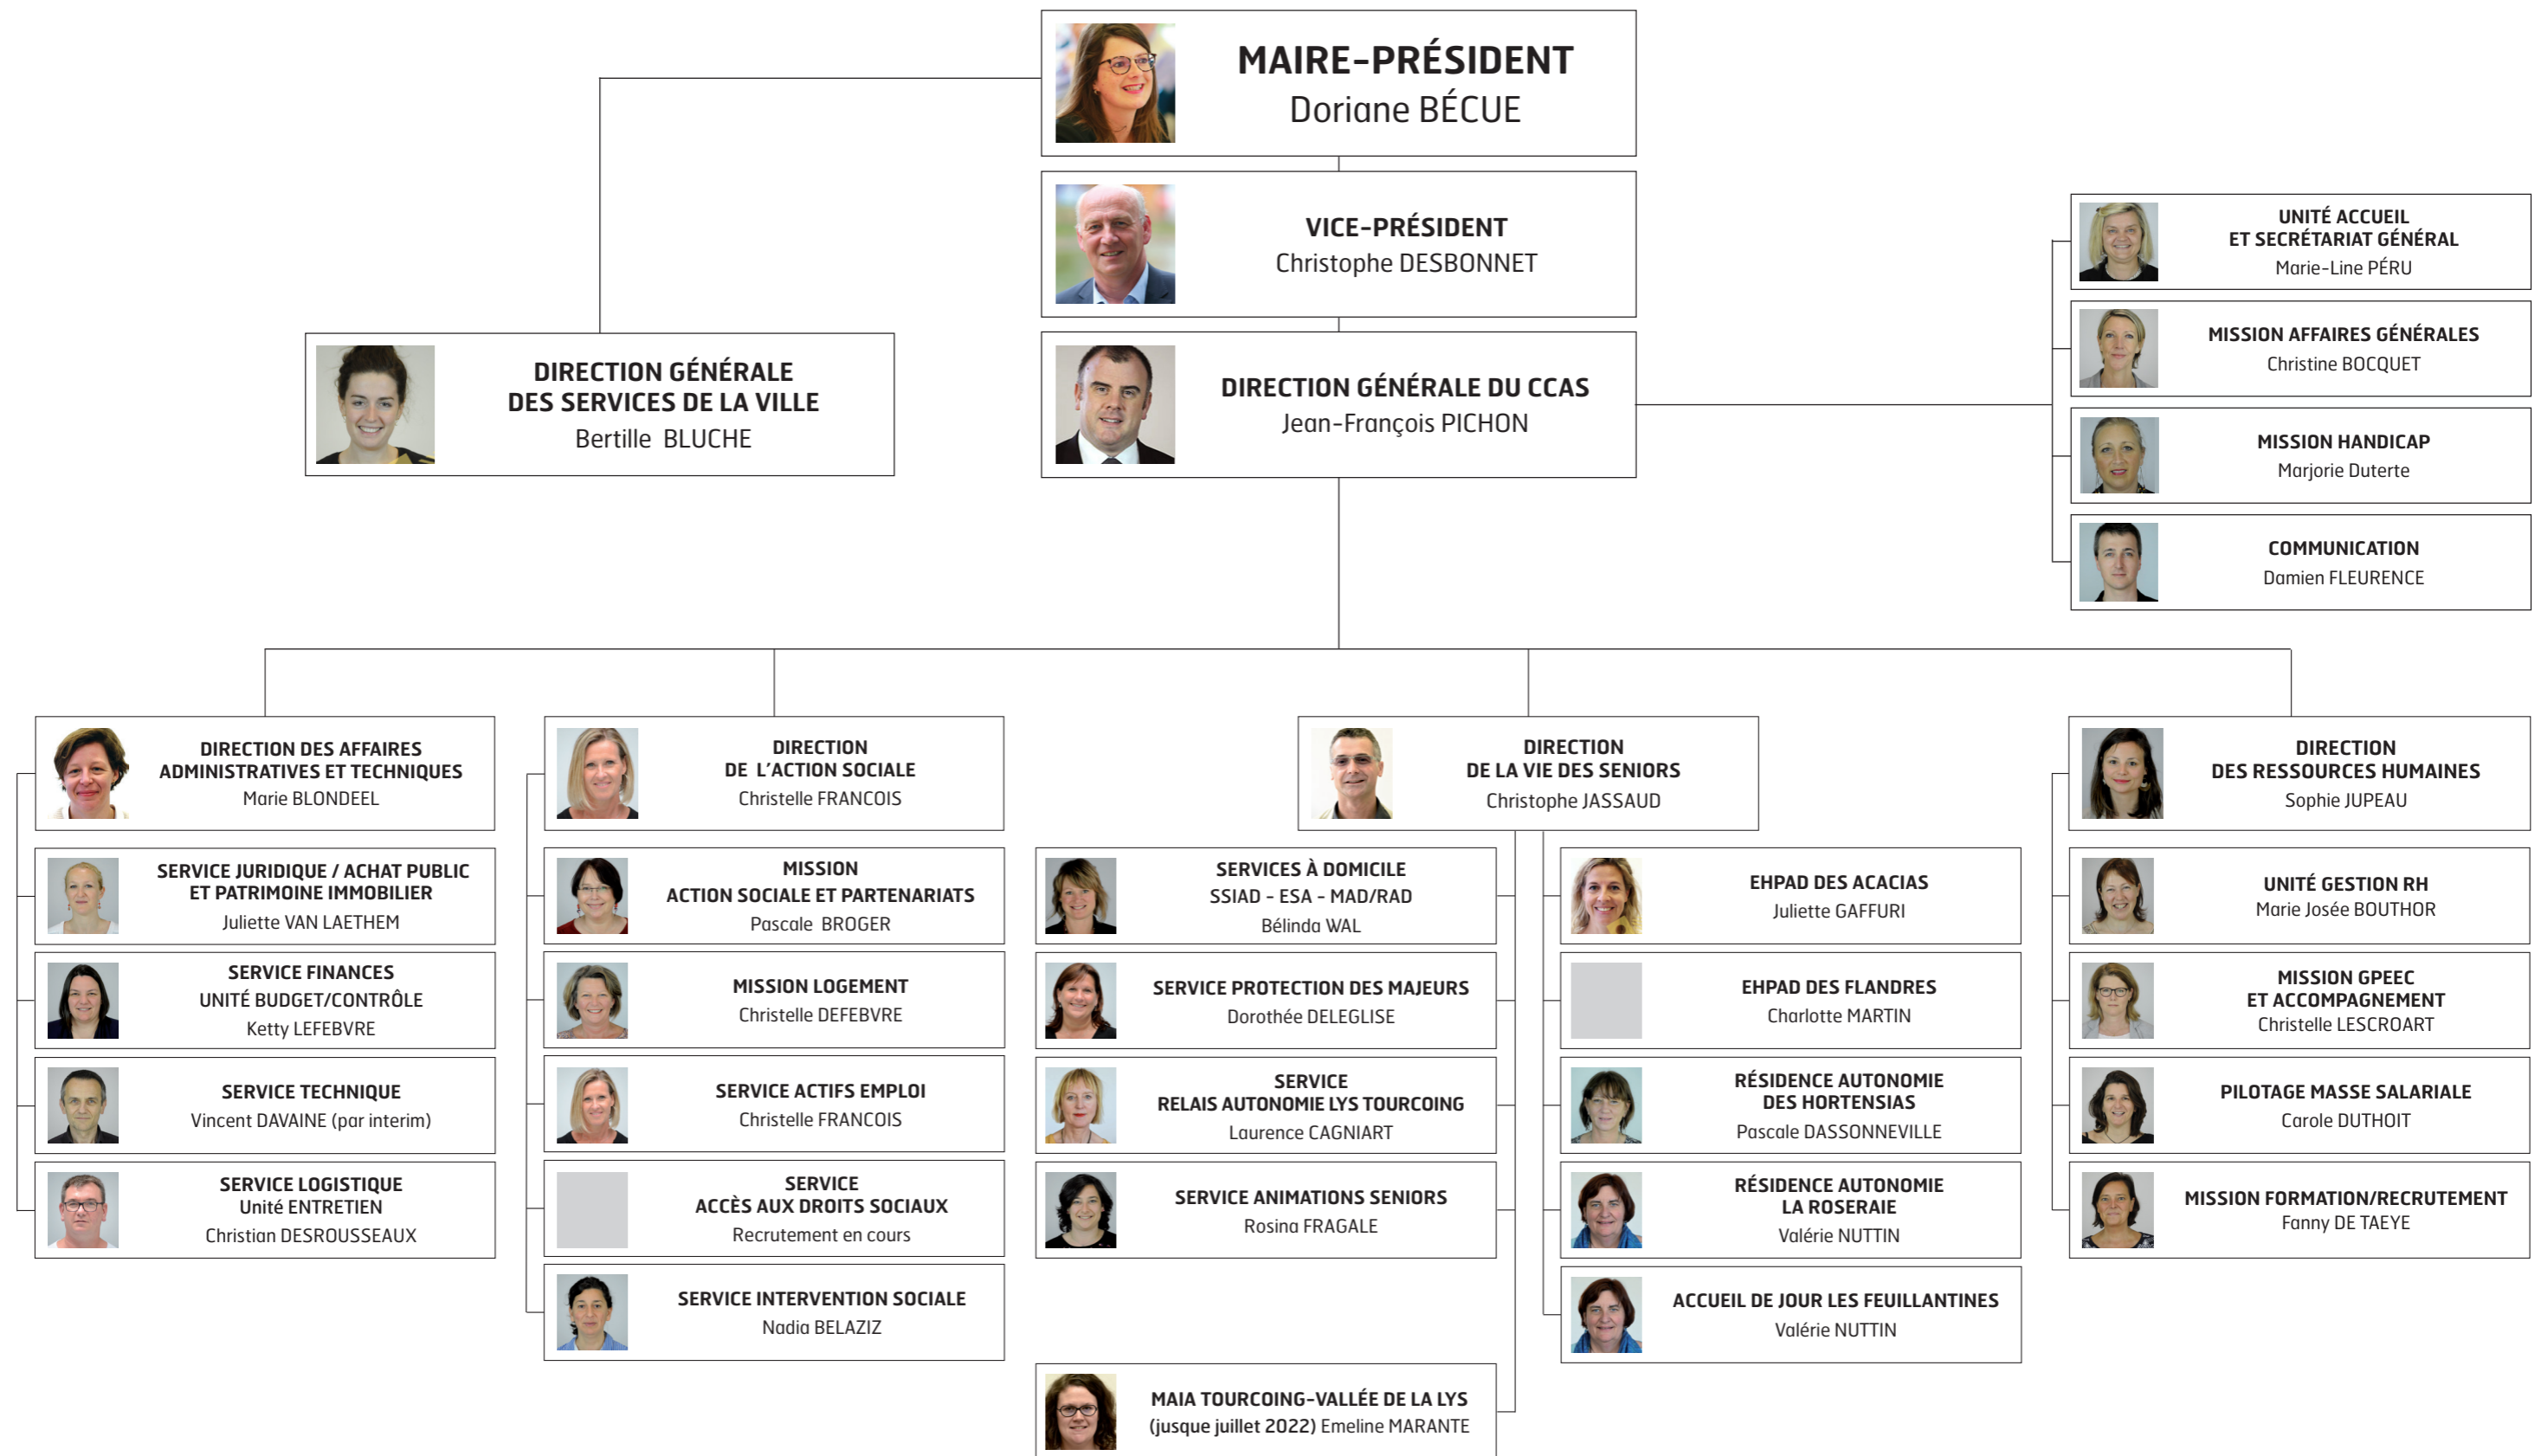 MAIRE-PRÉSIDENT
Doriane BÉCUE
VICE-PRÉSIDENT
Christophe DESBONNET
DIRECTION GÉNÉRALE
DES SERVICES DE LA VILLE
Bertille BLUCHE
DIRECTION GÉNÉRALE DU CCAS
Jean-François PICHON
UNITÉ ACCUEIL
ET SECRÉTARIAT GÉNÉRAL
Marie-Line PÉRU
MISSION AFFAIRES GÉNÉRALES
Christine BOCQUET
MISSION HANDICAP
Marjorie Duterte
COMMUNICATION
Damien FLEURENCE
DIRECTION DES AFFAIRES
ADMINISTRATIVES ET TECHNIQUES
Marie BLONDEEL
SERVICE JURIDIQUE / ACHAT PUBLIC
ET PATRIMOINE IMMOBILIER
Juliette VAN LAETHEM
SERVICE FINANCES
UNITÉ BUDGET/CONTRÔLE
Ketty LEFEBVRE
SERVICE TECHNIQUE
Vincent DAVAINE (par interim)
SERVICE LOGISTIQUE
Unité ENTRETIEN
Christian DESROUSSEAUX
DIRECTION
DE L'ACTION SOCIALE
Christelle FRANCOIS
MISSION
ACTION SOCIALE ET PARTENARIATS
Pascale BROGER
MISSION LOGEMENT
Christelle DEFEBVRE
SERVICE ACTIFS EMPLOI
Christelle FRANCOIS
SERVICE
ACCÈS AUX DROITS SOCIAUX
Recrutement en cours
SERVICE INTERVENTION SOCIALE
Nadia BELAZIZ
DIRECTION
DE LA VIE DES SENIORS
Christophe JASSAUD
SERVICES À DOMICILE
SSIAD - ESA - MAD/RAD
Bélinda WAL
SERVICE PROTECTION DES MAJEURS
Dorothée DELEGLISE
SERVICE
RELAIS AUTONOMIE LYS TOURCOING
Laurence CAGNIART
SERVICE ANIMATIONS SENIORS
Rosina FRAGALE
MAIA TOURCOING-VALLÉE DE LA LYS
(jusque juillet 2022) Emeline MARANTE
EHPAD DES ACACIAS
Juliette GAFFURI
EHPAD DES FLANDRES
Charlotte MARTIN
RÉSIDENCE AUTONOMIE
DES HORTENSIAS
Pascale DASSONNEVILLE
RÉSIDENCE AUTONOMIE
LA ROSERAIE
Valérie NUTTIN
ACCUEIL DE JOUR LES FEUILLANTINES
Valérie NUTTIN
DIRECTION
DES RESSOURCES HUMAINES
Sophie JUPEAU
UNITÉ GESTION RH
Marie Josée BOUTHOR
MISSION GPEEC
ET ACCOMPAGNEMENT
Christelle LESCROART
PILOTAGE MASSE SALARIALE
Carole DUTHOIT
MISSION FORMATION/RECRUTEMENT
Fanny DE TAEYE